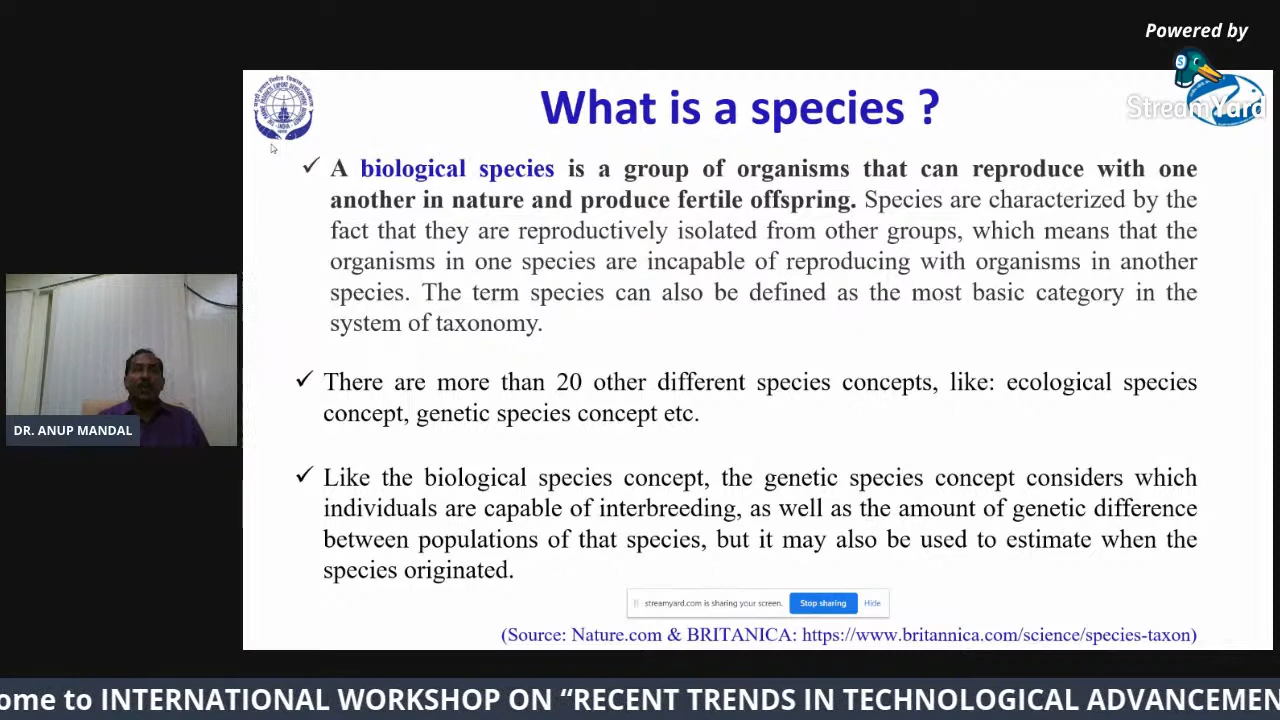 Powered by
StreamYard
What is a species ?
✓ A biological species is a group of organisms that can reproduce with one
another in nature and produce fertile offspring. Species are characterized by the
fact that they are reproductively isolated from other groups, which means that the
organisms in one species are incapable of reproducing with organisms in another
species. The term species can also be defined as the most basic category in the
system of taxonomy.
✓ There are more than 20 other different species concepts, like: ecological species
concept, genetic species concept etc.
✓ Like the biological species concept, the genetic species concept considers which
individuals are capable of interbreeding, as well as the amount of genetic difference
between populations of that species, but it may also be used to estimate when the
species originated.
streamyard.com is sharing your screen. Stop sharing Hide
(Source: Nature.com & BRITANICA: https://www.britannica.com/science/species-taxon)
DR. ANUP MANDAL
ome to INTERNATIONAL WORKSHOP ON “RECENT TRENDS IN TECHNOLOGICAL ADVANCEMEN